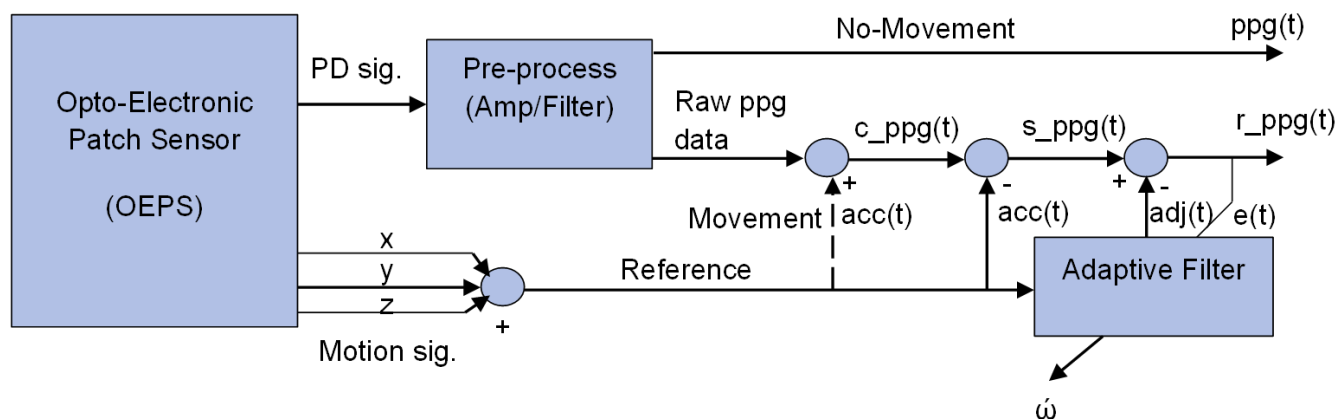 Opto-Electronic
Patch Sensor
(OEPS)
PD sig.
Pre-process
(Amp/Filter)
No-Movement
ppg(t)
Raw ppg
data
c_ppg(t)
s_ppg(t)
r_ppg(t)
+
-
+
-
Movement
acc(t)
acc(t)
adj(t)
e(t)
x
y
z
+
Motion sig.
Reference
Adaptive Filter
ώ